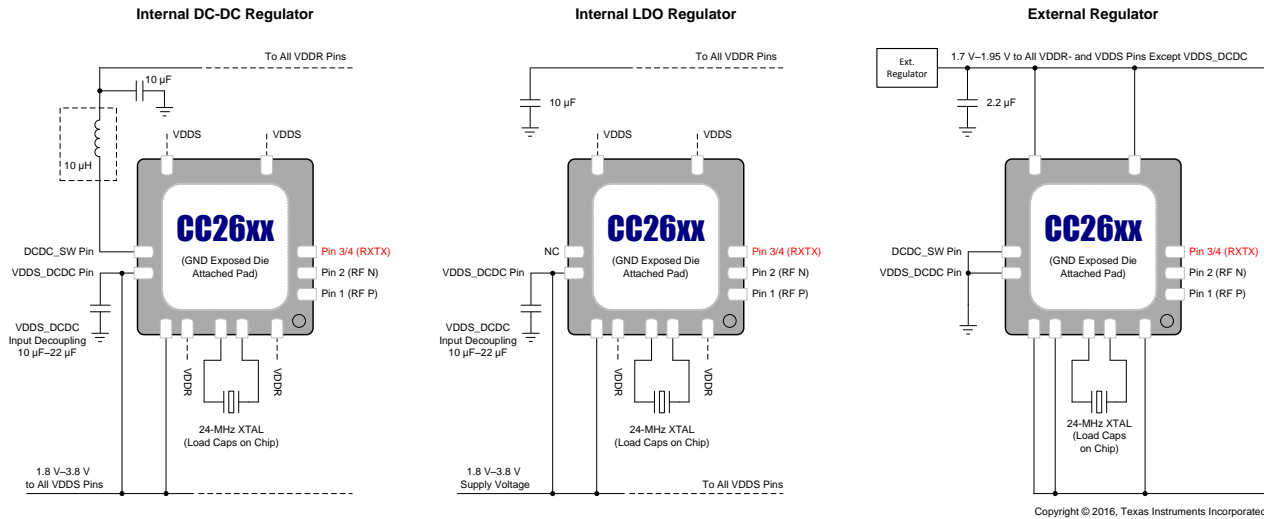 Internal DC-DC Regulator
To All VDDR Pins
10 µF
10 µH
VDDS
VDDS
CC26xx
(GND Exposed Die
Attached Pad)
DCDC_SW Pin
VDDS_DCDC Pin
Pin 3/4 (RXTX)
Pin 2 (RF N)
Pin 1 (RF P)
VDDS_DCDC
Input Decoupling
10 µF–22 µF
VDDR
VDDR
24-MHz XTAL
(Load Caps on Chip)
1.8 V–3.8 V
to All VDDS Pins
Internal LDO Regulator
To All VDDR Pins
10 µF
VDDS
VDDS
CC26xx
(GND Exposed Die
Attached Pad)
NC
VDDS_DCDC Pin
Pin 3/4 (RXTX)
Pin 2 (RF N)
Pin 1 (RF P)
VDDS_DCDC
Input Decoupling
10 µF–22 µF
VDDR
VDDR
24-MHz XTAL
(Load Caps on Chip)
1.8 V–3.8 V
Supply Voltage
To All VDDS Pins
External Regulator
Ext.
Regulator
1.7 V–1.95 V to All VDDR- and VDDS Pins Except VDDS_DCDC
2.2 µF
CC26xx
(GND Exposed Die
Attached Pad)
DCDC_SW Pin
VDDS_DCDC Pin
Pin 3/4 (RXTX)
Pin 2 (RF N)
Pin 1 (RF P)
24-MHz XTAL
(Load Caps
on Chip)
Copyright © 2016, Texas Instruments Incorporated